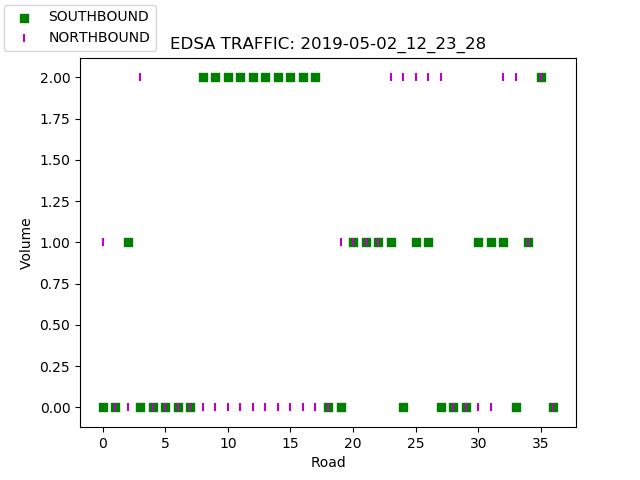 SOUTHBOUND
NORTHBOUND
EDSA TRAFFIC: 2019-05-02_12_23_28
2.00
1.75
1.50
1.25
1.00
0.75
0.50
0.25
0.00
Volume
0 5 10 15 20 25 30 35
Road